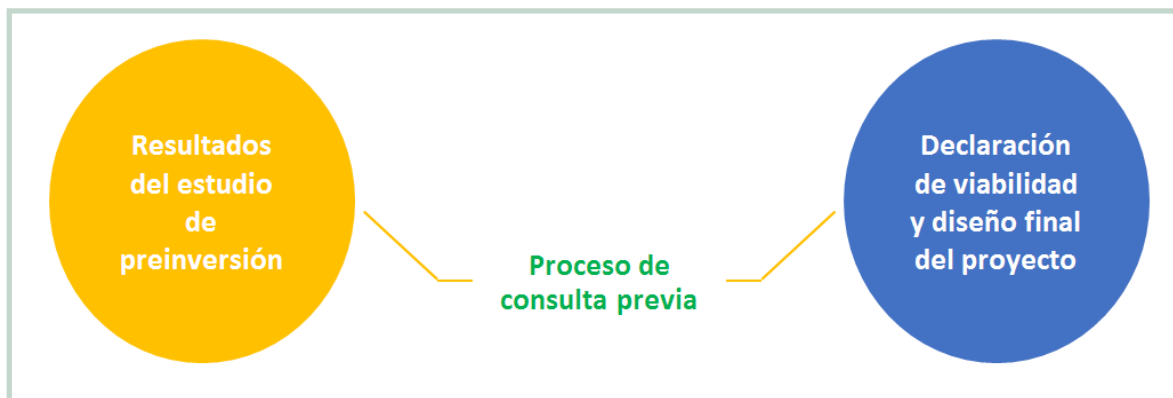 Resultados
del estudio
de
preinversión
Proceso de
consulta previa
Declaración
de viabilidad
y diseño final
del proyecto